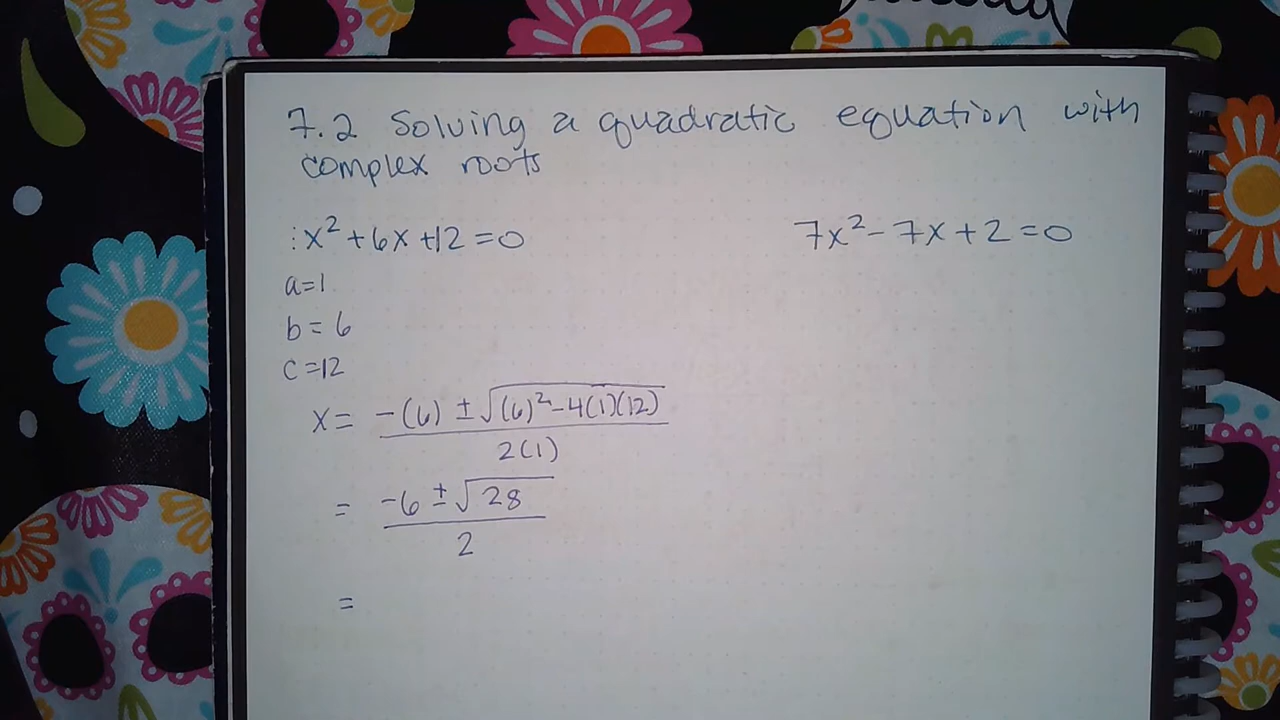 7.2 Solving a quadratic equation with
complex roots
:x²+6x+12=0
a=1
b=6
c=12
x= -(6) ± √(6)²-4(1)(12)
2(1)
= -6 ± √28
2
=
7x²-7x+2=0